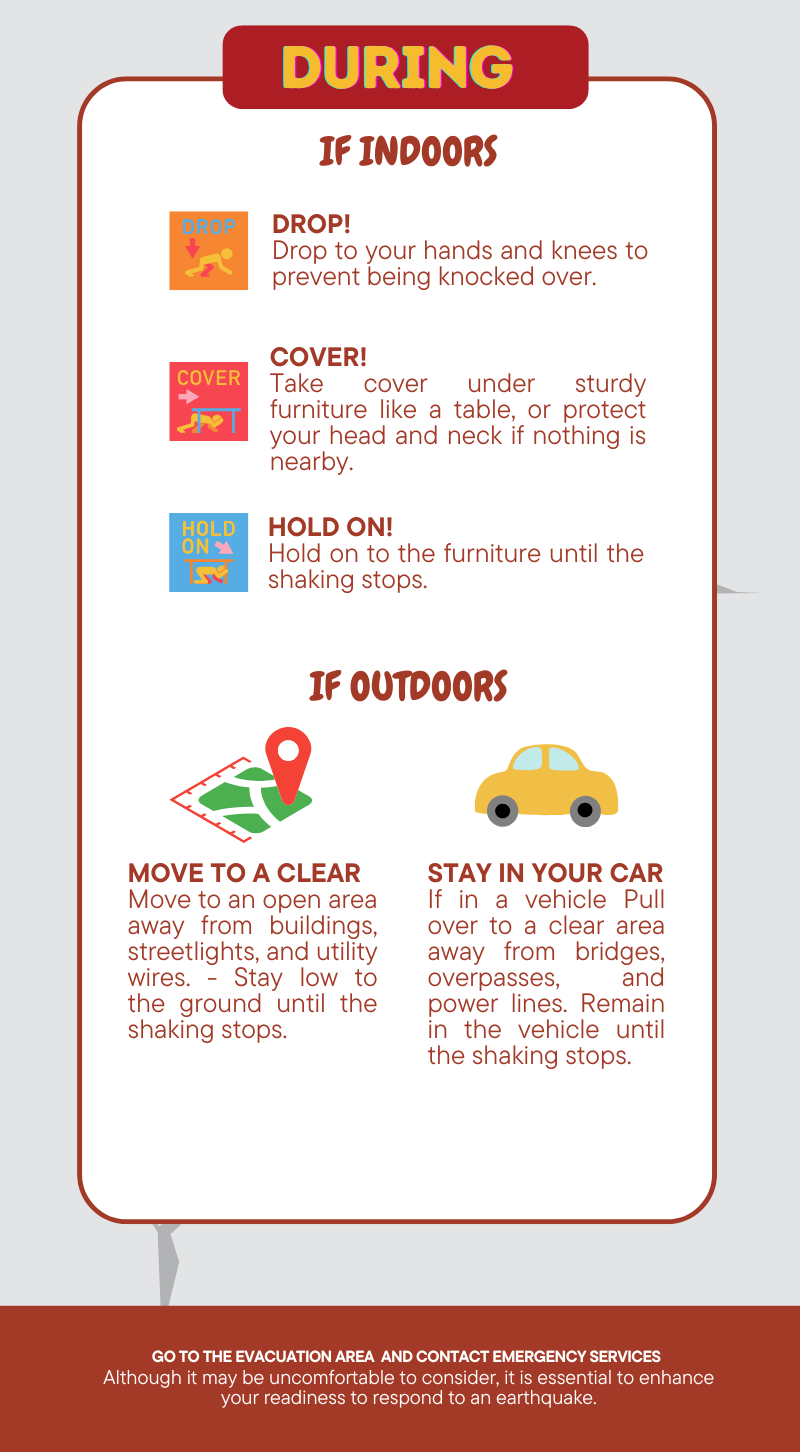 DURING
IF INDOORS
DROP
DROP!
Drop to your hands and knees to
prevent being knocked over.
COVER
COVER!
Take cover under sturdy
furniture like a table, or protect
your head and neck if nothing is
nearby.
HOLD
ON
HOLD ON!
Hold on to the furniture until the
shaking stops.
IF OUTDOORS
MOVE TO A CLEAR
Move to an open area
away from buildings,
streetlights, and utility
wires. - Stay low to
the ground until the
shaking stops.
STAY IN YOUR CAR
If in a vehicle Pull
over to a clear area
away from bridges,
overpasses, and
power lines. Remain
in the vehicle until
the shaking stops.
GO TO THE EVACUATION AREA AND CONTACT EMERGENCY SERVICES
Although it may be uncomfortable to consider, it is essential to enhance
your readiness to respond to an earthquake.